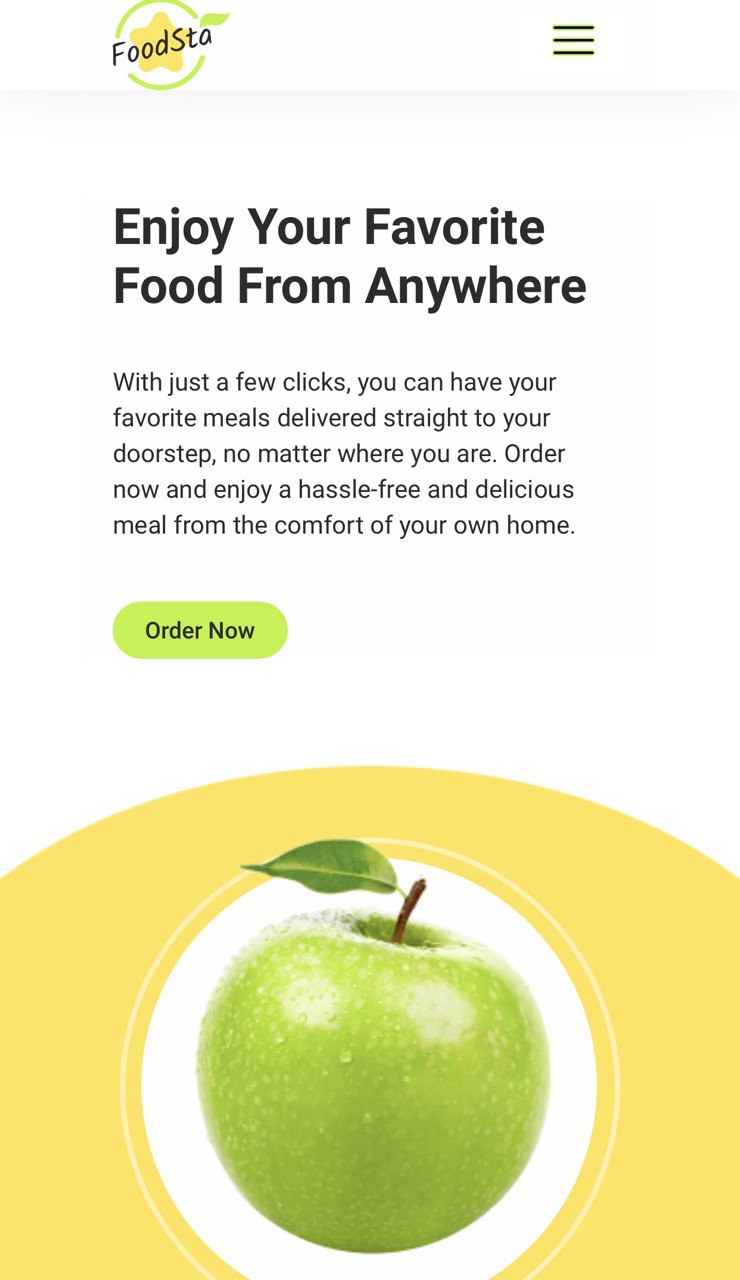 FoodSta
Enjoy Your Favorite
Food From Anywhere
With just a few clicks, you can have your
favorite meals delivered straight to your
doorstep, no matter where you are. Order
now and enjoy a hassle-free and delicious
meal from the comfort of your own home.
Order Now